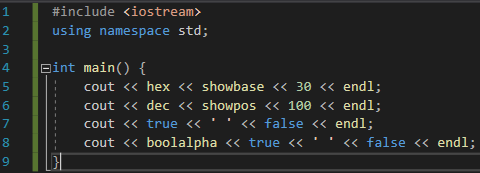 1 #include <iostream>
2 using namespace std;
3
4 int main() {
5 cout << hex << showbase << 30 << endl;
6 cout << dec << showpos << 100 << endl;
7 cout << true << ' ' << false << endl;
8 cout << boolalpha << true << ' ' << false << endl;
9 }